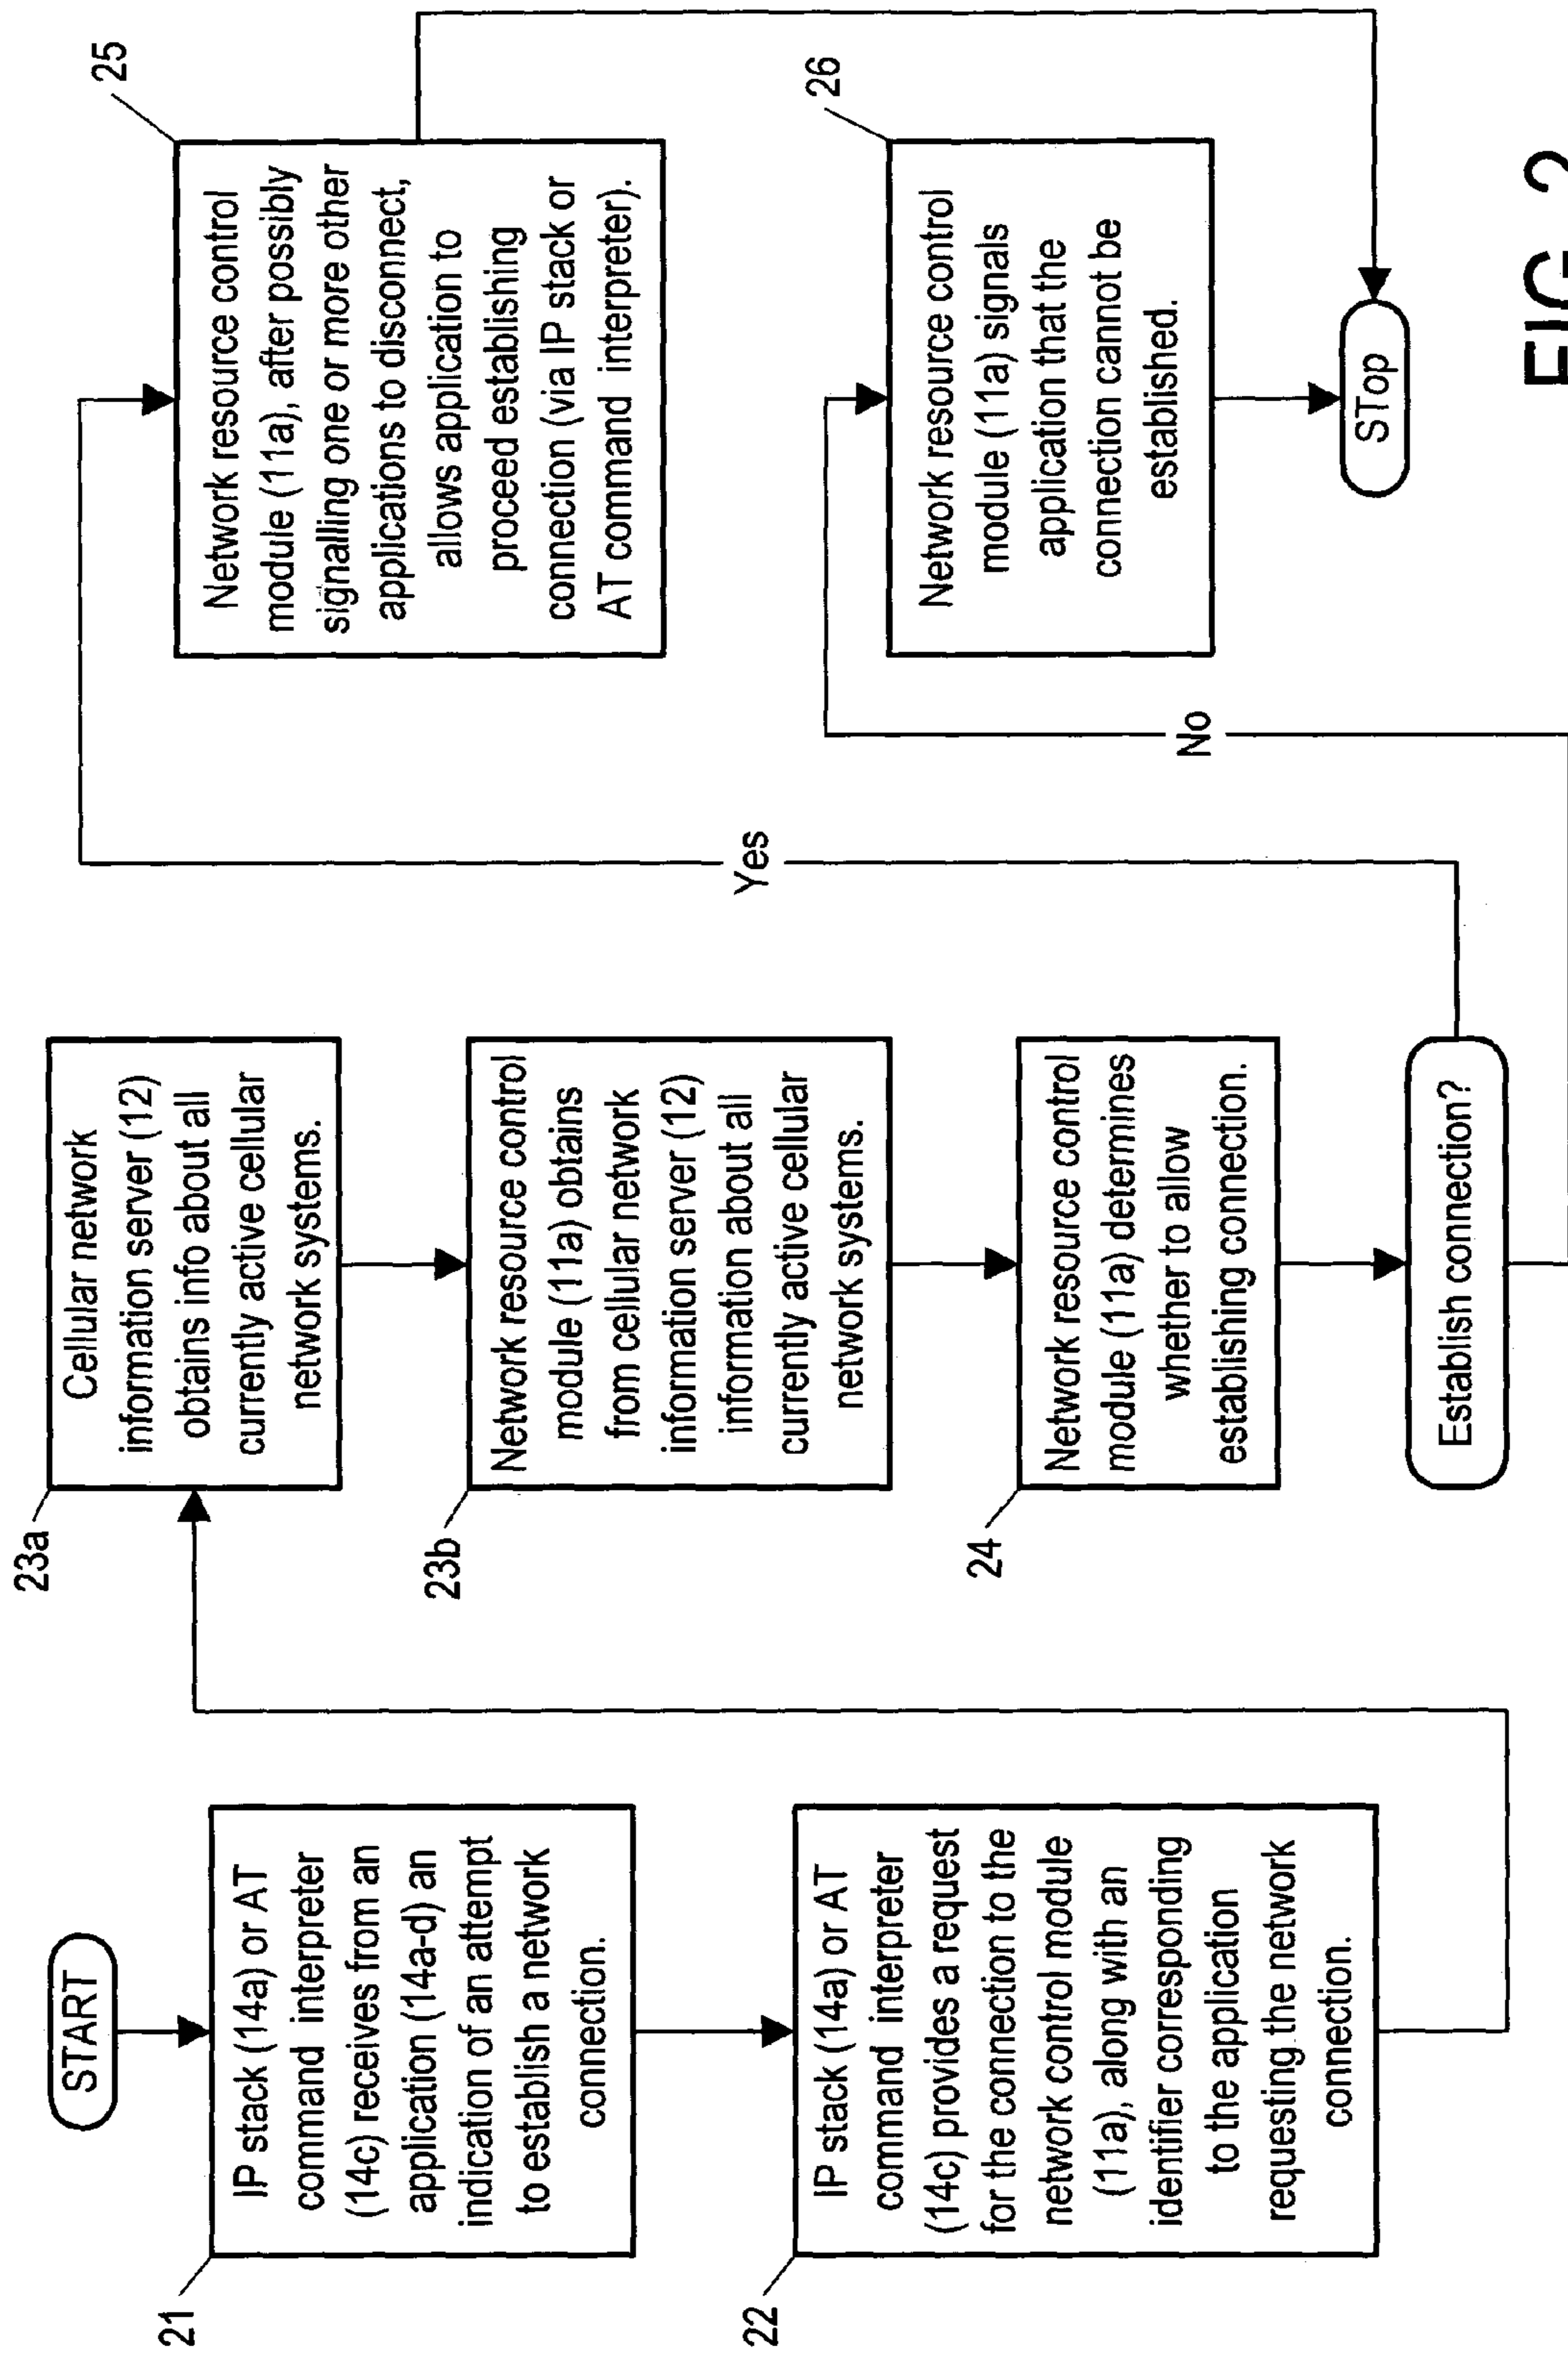 START
21
IP stack (14a) or AT
command interpreter
(14c) receives from an
application (14a-d) an
indication of an attempt
to establish a network
connection.
22
IP stack (14a) or AT
command interpreter
(14c) provides a request
for the connection to the
network control module
(11a), along with an
identifier corresponding
to the application
requesting the network
connection.
23a
Cellular network
information server (12)
obtains info about all
currently active cellular
network systems.
23b
Network resource control
module (11a) obtains
from cellular network
information server (12)
information about all
currently active cellular
network systems.
24
Network resource control
module (11a) determines
whether to allow
establishing connection.
Establish connection?
Yes
No
25
Network resource control
module (11a), after possibly
signalling one or more other
applications to disconnect,
allows application to
proceed establishing
connection (via IP stack or
AT command interpreter).
26
Network resource control
module (11a) signals
application that the
connection cannot be
established.
STop
FIG. 2